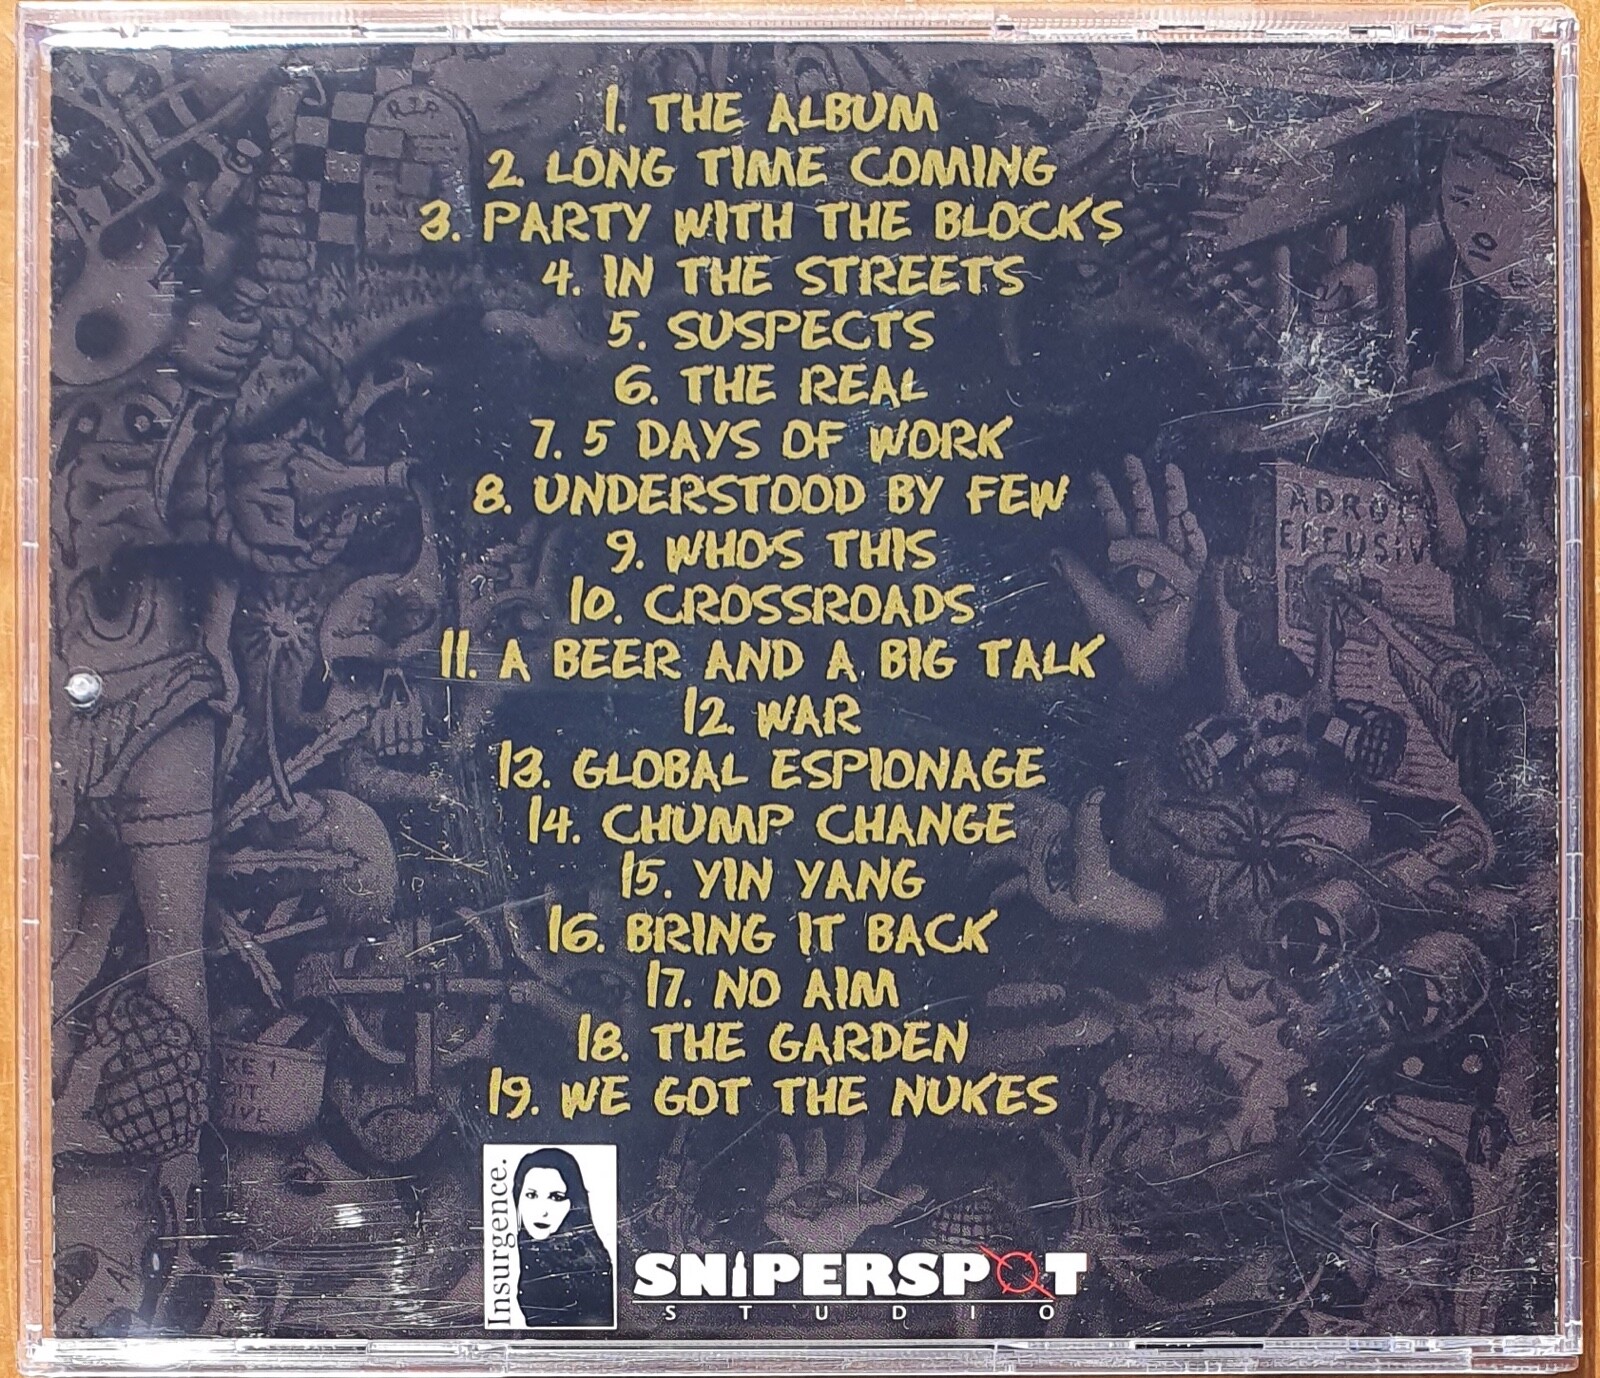 R.I.P
1. THE ALBUM
2. LONG TIME COMING
3. PARTY WITH THE BLOCKS
4. IN THE STREETS
5. SUSPECTS
6. THE REAL
7. 5 DAYS OF WORK
8. UNDERSTOOD BY FEW
9. WHO'S THIS
10. CROSSROADS
11. A BEER AND A BIG TALK
12. WAR
13. GLOBAL ESPIONAGE
14. CHUMP CHANGE
15. YIN YANG
16. BRING IT BACK
17. NO AIM
18. THE GARDEN
19. WE GOT THE NUKES
Insurgence.
SNiPERSPOT
STUDIO